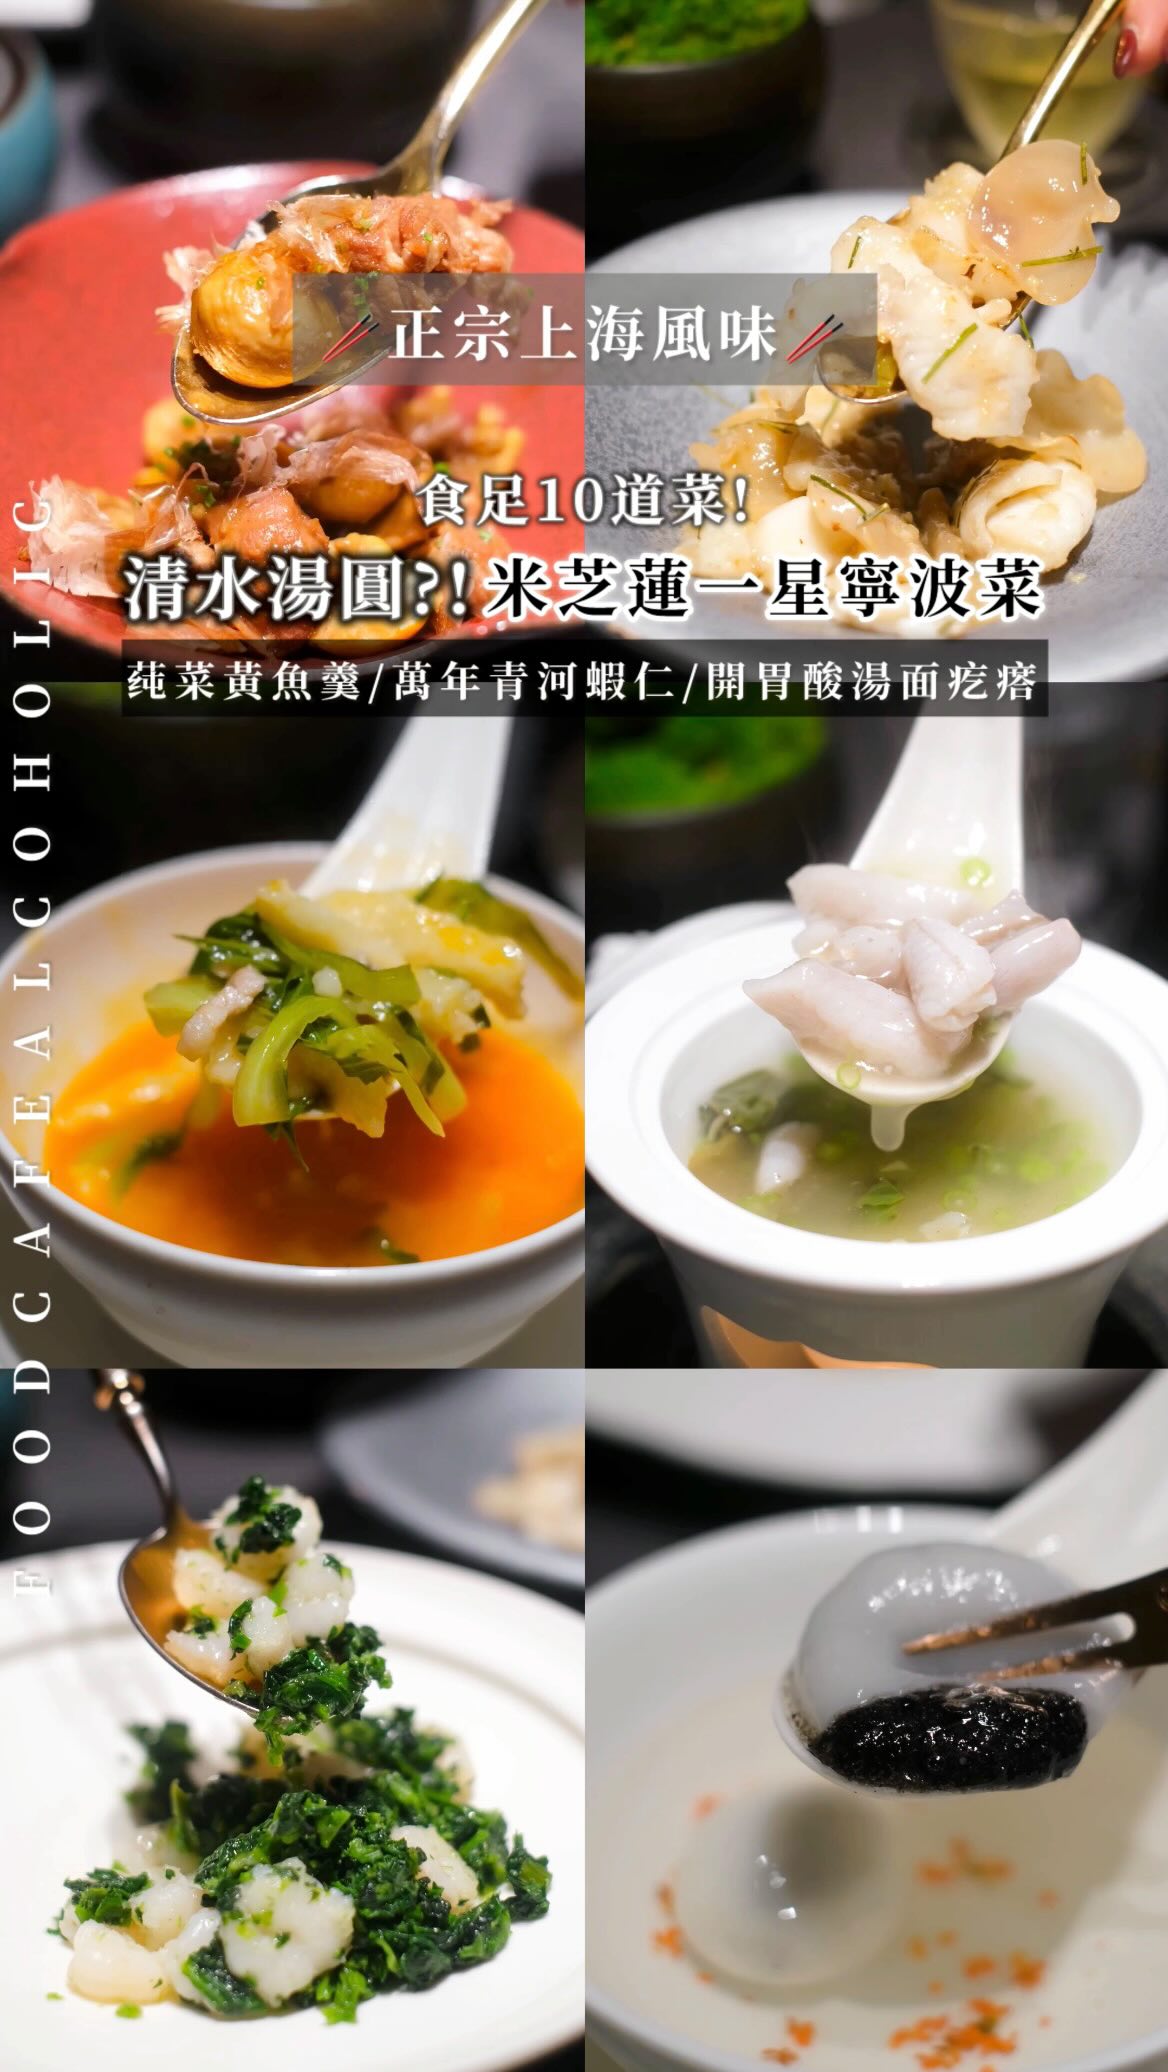 正宗上海風味
食足10道菜!
清水湯圓?!米芝蓮一星寧波菜
莼菜黃魚羹/萬年青河蝦仁/開胃酸湯面疙瘩
FOODCAFEALCOHOLIC